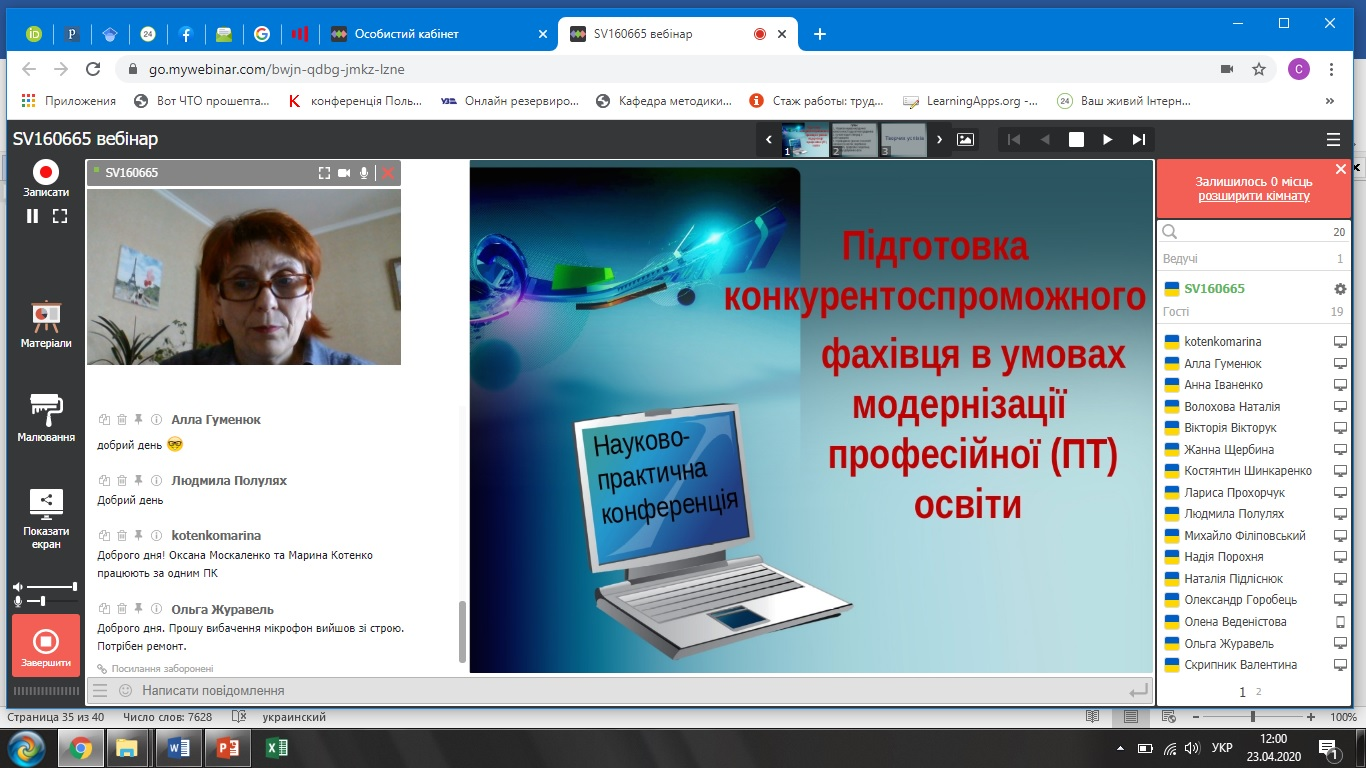 Особистий кабінет
SV160665 вебінар
go.mywebinar.com/bwjn-qdbg-jmkz-lzne
C
Приложения
Вот ЧТО прошепта...
конференція Поль...
Онлайн резервиро...
Кафедра методики...
Стаж работы: труд...
LearningApps.org -...
Ваш живий Інтерн...
SV160665 вебінар
1
2
3
Творчих успіхів
Записати
Матеріали
Малювання
Показати
екран
Завершити
SV160665
Алла Гуменюк
добрий день
Людмила Полулях
Добрий день
kotenkomarina
Доброго дня! Оксана Москаленко та Марина Котенко
працюють за одним ПК
Ольга Журавель
Доброго дня. Прошу вибачення мікрофон вийшов зі строю.
Потрібен ремонт.
Посилання заборонені
Написати повідомлення
Підготовка
конкурентоспроможного
фахівця в умовах
модернізації
професійної (ПТ)
освіти
Науково-
практична
конференція
Залишилось 0 місць
розширити кімнату
20
Ведучі 1
SV160665
Гості 19
kotenkomarina
Алла Гуменюк
Анна Іваненко
Волохова Наталія
Вікторія Вікторук
Жанна Щербина
Костянтин Шинкаренко
Лариса Прохорчук
Людмила Полулях
Михайло Філіповський
Надія Порохня
Наталія Підліснюк
Олександр Горобець
Олена Веденістова
Ольга Журавель
Скрипник Валентина
1 2
Страница 35 из 40
Число слов: 7628
украинский
100%
УКР
12:00
23.04.2020
1